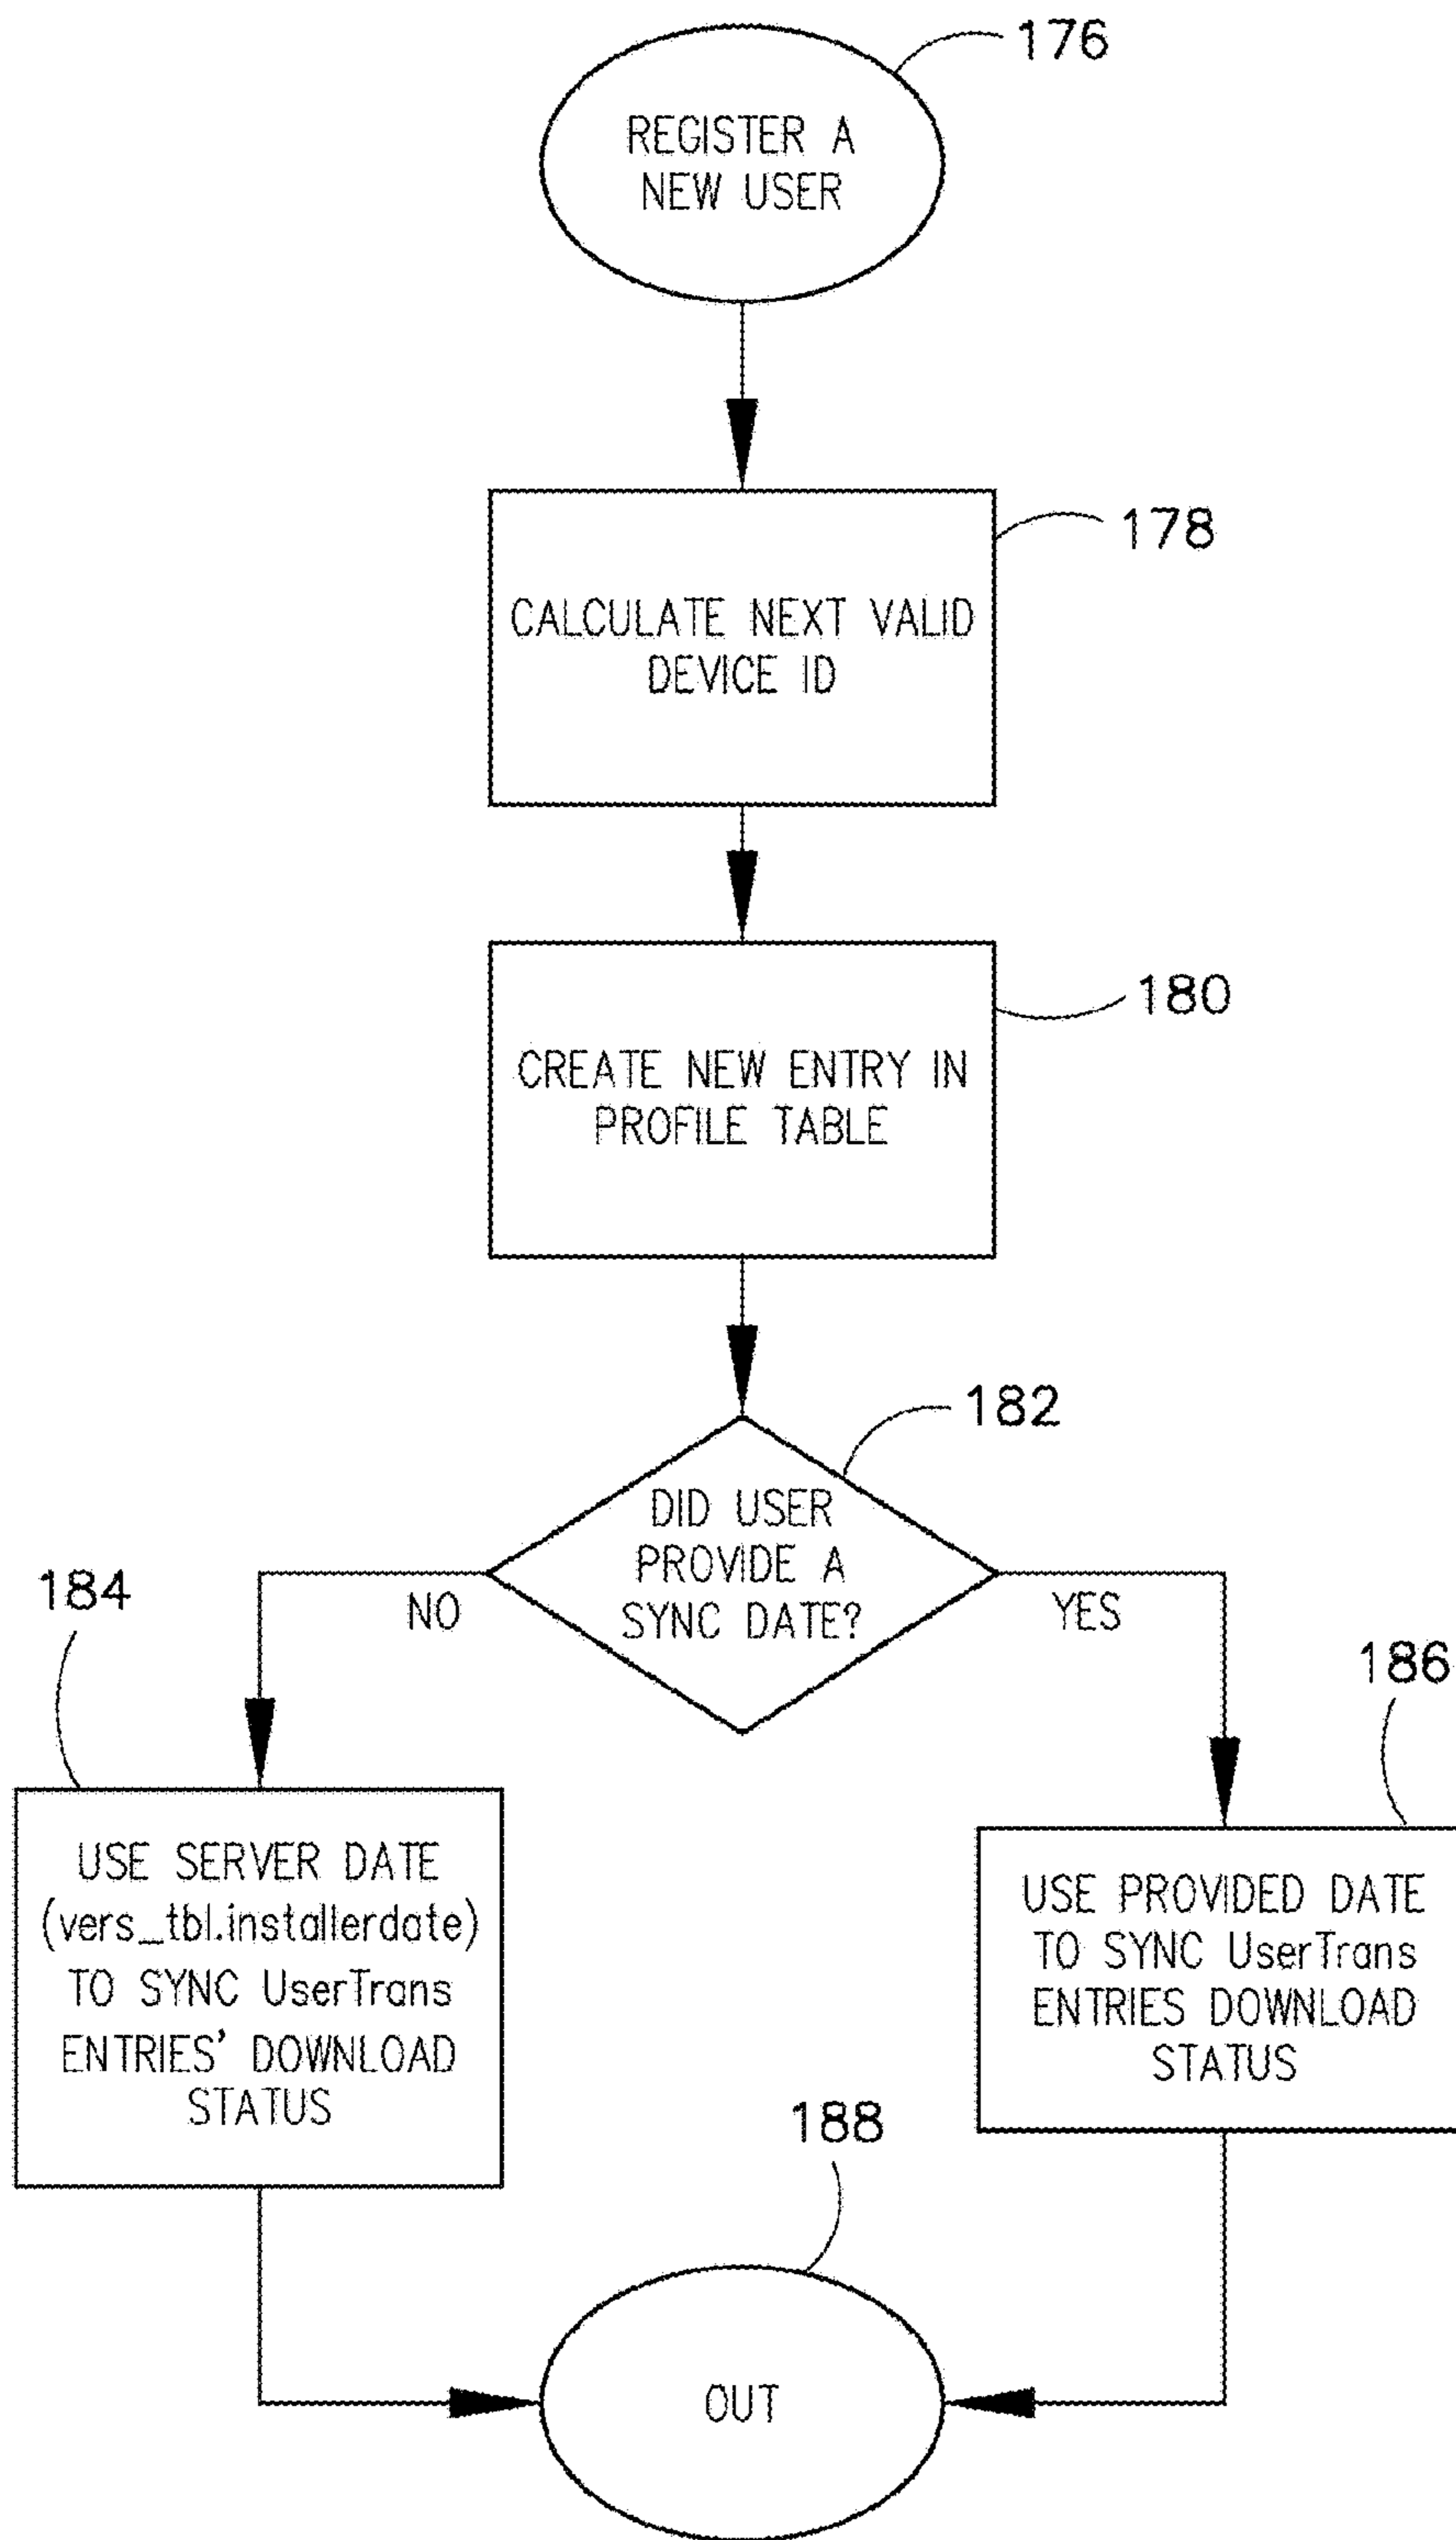 176
REGISTER A
NEW USER
178
CALCULATE NEXT VALID
DEVICE ID
180
CREATE NEW ENTRY IN
PROFILE TABLE
182
DID USER
PROVIDE A
SYNC DATE?
NO
YES
184
USE SERVER DATE
(vers_tbl.installerdate)
TO SYNC UserTrans
ENTRIES' DOWNLOAD
STATUS
186
USE PROVIDED DATE
TO SYNC UserTrans
ENTRIES DOWNLOAD
STATUS
188
OUT